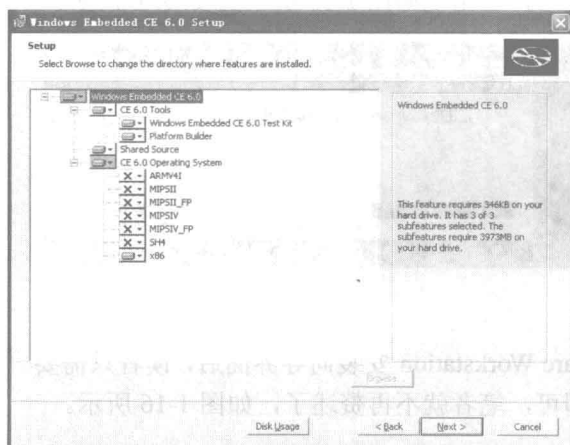 Windows Embedded CE 6.0 Setup
Setup
Select Browse to change the directory where features are installed.
Windows Embedded CE 6.0
CE 6.0 Tools
Windows Embedded CE 6.0 Test Kit
Platform Builder
Shared Source
CE 6.0 Operating System
ARMV4I
MIPSII
MIPSII_FP
MIPSIV
MIPSIV_FP
SH4
x86
Windows Embedded CE 6.0
This feature requires 346KB on your
hard drive. It has 3 of 3
subfeatures selected. The
subfeatures require 3973MB on
your hard drive.
Browse...
Disk Usage
< Back
Next >
Cancel